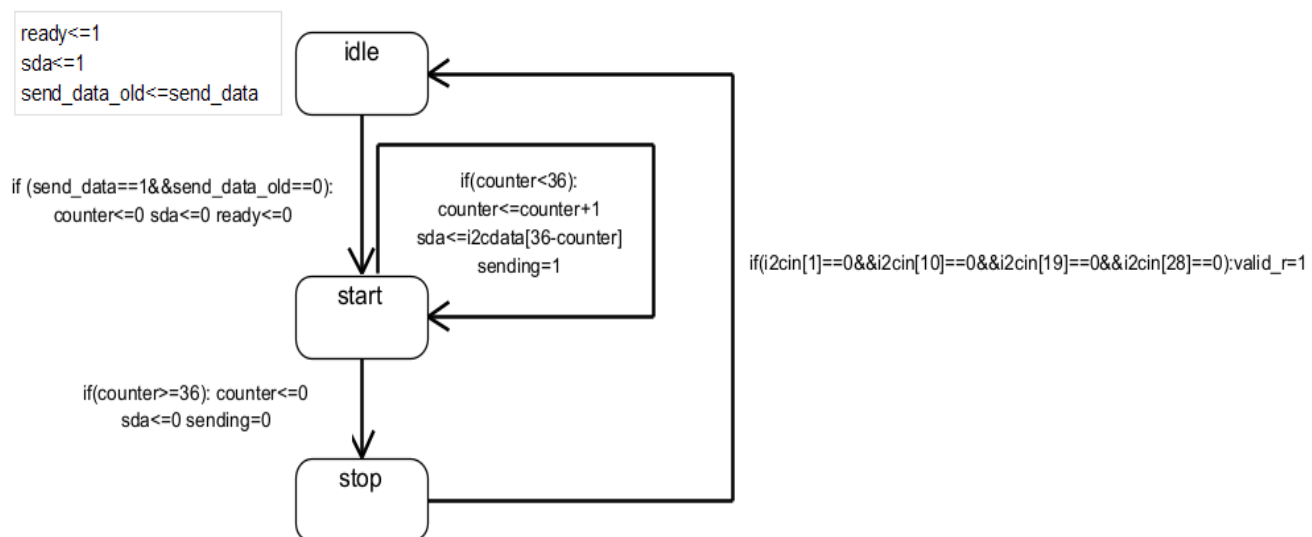 ready<=1
sda<=1
send_data_old<=send_data
idle
if (send_data==1&&send_data_old==0):
counter<=0 sda<=0 ready<=0
if(counter<36):
counter<=counter+1
sda<=i2cdata[36-counter]
sending=1
if(i2cin[1]==0&&i2cin[10]==0&&i2cin[19]==0&&i2cin[28]==0):valid_r=1
start
if(counter>=36): counter<=0
sda<=0 sending=0
stop